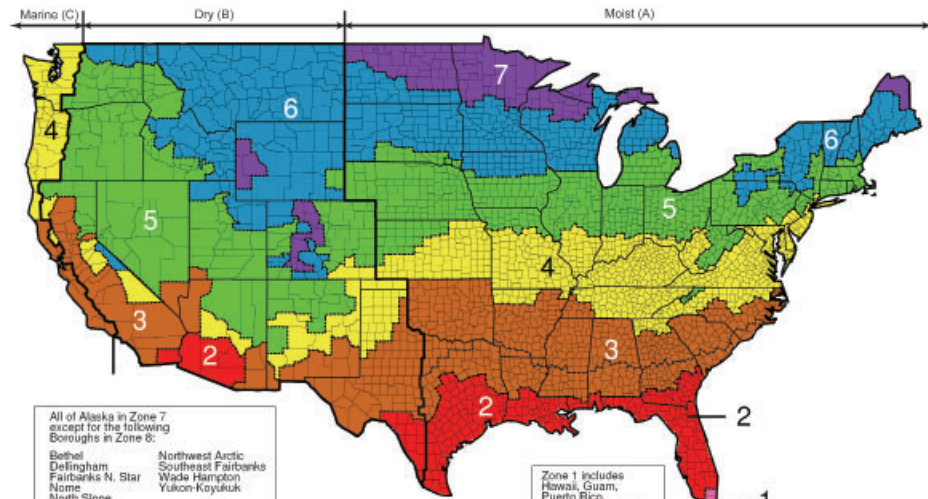 Marine (C)
Dry (B)
Moist (A)
7
6
4
6
5
5
4
3
3
2
2
2
All of Alaska in Zone 7
except for the following
Boroughs in Zone 8:
Bethel
Northwest Arctic
Dellingham
Southeast Fairbanks
Fairbanks N. Star
Wade Hampton
Nome
Yukon-Koyukuk
North Slope
Zone 1 includes
Hawaii, Guam,
Puerto Rico,
1